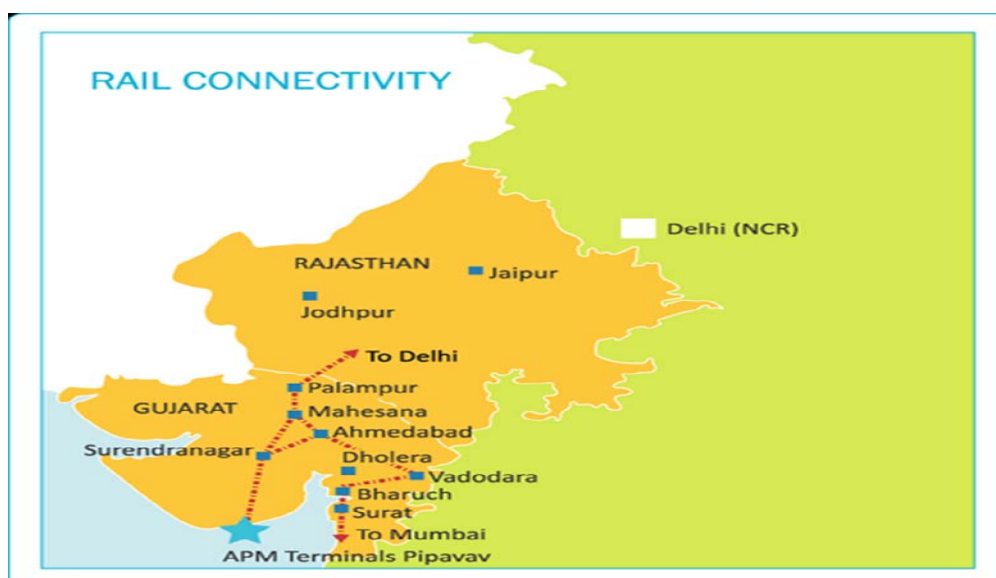 RAIL CONNECTIVITY
Delhi (NCR)
RAJASTHAN
Jaipur
Jodhpur
To Delhi
Palampur
GUJARAT
Mahesana
Ahmedabad
Surendranagar
Dholera
Vadodara
Bharuch
Surat
To Mumbai
APM Terminals Pipavav